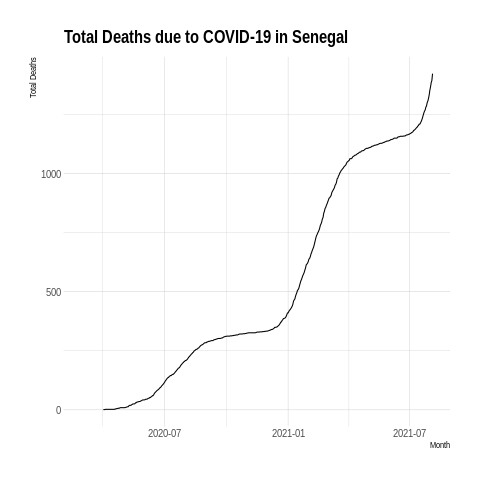 Total Deaths due to COVID-19 in Senegal
Total Deaths
1000
500
0
2020-07
2021-01
2021-07
Month